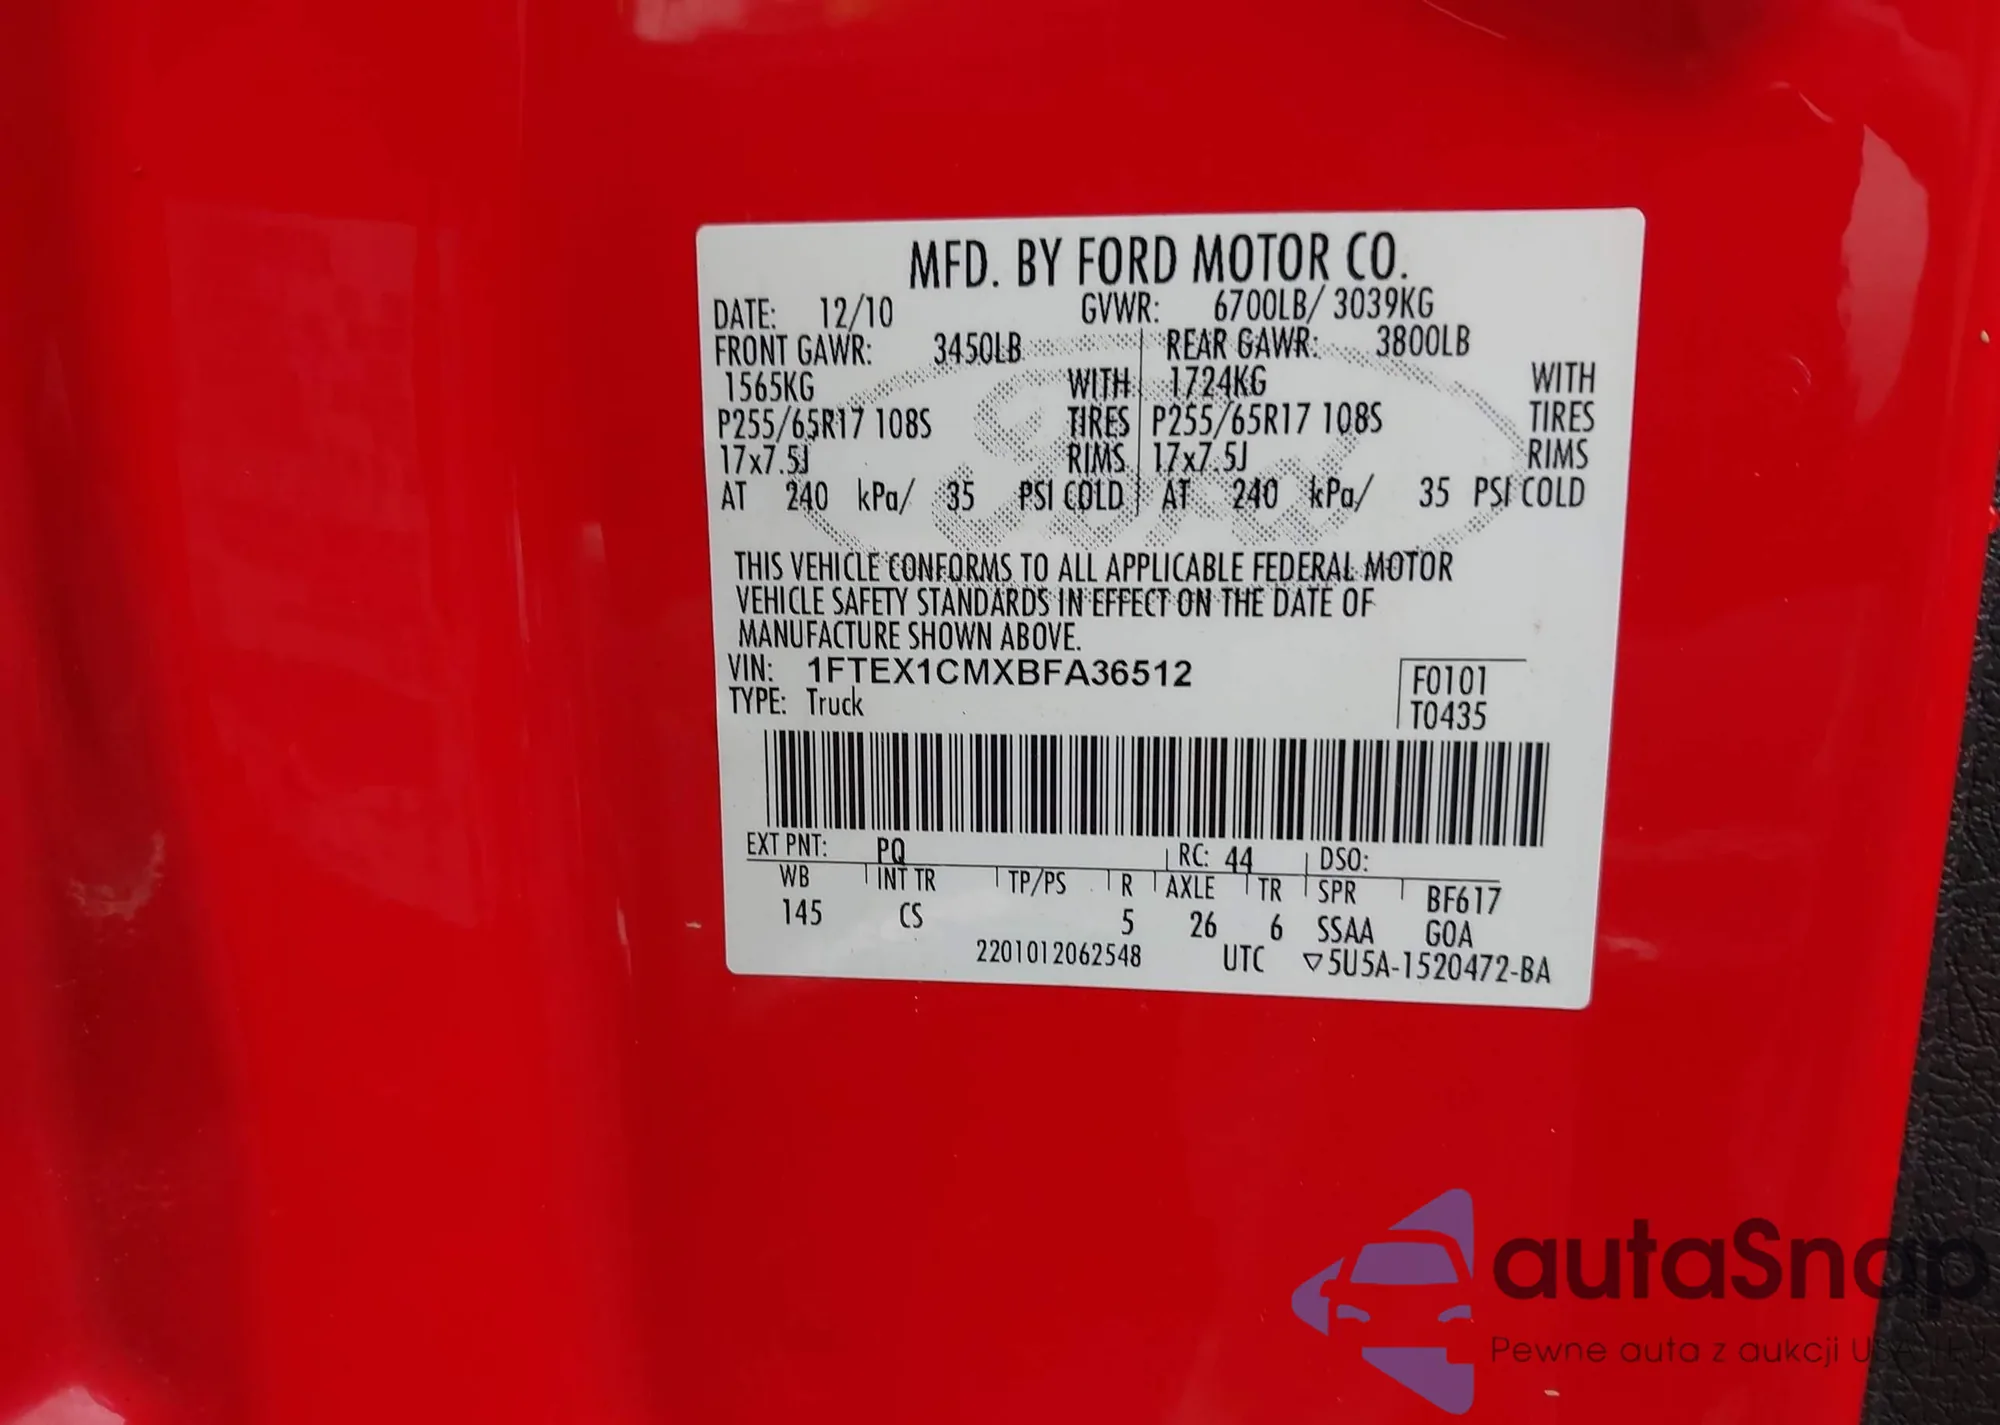 MFD. BY FORD MOTOR CO.
DATE: 12/10 GVWR: 6700LB/ 3039KG
FRONT GAWR: 3450LB REAR GAWR: 3800LB
1565KG WITH 1724KG WITH
P255/65R17 108S TIRES P255/65R17 108S TIRES
17x7.5J RIMS 17x7.5J RIMS
AT 240 kPa/ 35 PSI COLD AT 240 kPa/ 35 PSI COLD
THIS VEHICLE CONFORMS TO ALL APPLICABLE FEDERAL MOTOR
VEHICLE SAFETY STANDARDS IN EFFECT ON THE DATE OF
MANUFACTURE SHOWN ABOVE.
VIN: 1FTEX1CMXBFA36512 F0101
TYPE: Truck T0435
EXT PNT: PQ RC: 44 DSO:
WB INT TR TP/PS R AXLE TR SPR BF617
145 CS 5 26 6 SSAA GOA
2201012062548 UTC ▽5U5A-1520472-BA
Ford
autaSnap
Pewne auta z aukcji